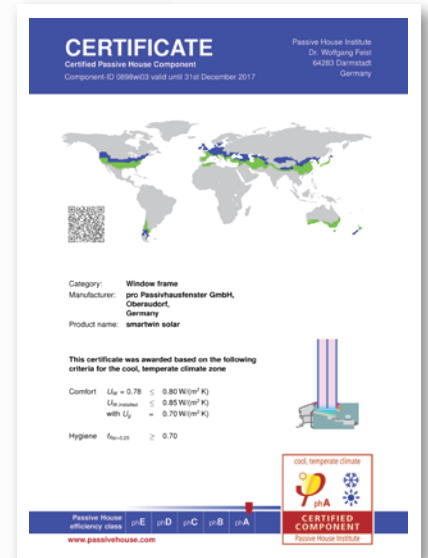 CERTIFICATE
Certified Passive House Component
Component-ID 0898wi03 valid until 31st December 2017
Passive House Institute
Dr. Wolfgang Feist
64283 Darmstadt
Germany
Category: Window frame
Manufacturer: pro Passivhausfenster GmbH,
Oberaudorf,
Germany
Product name: smartwin solar
This certificate was awarded based on the following
criteria for the cool, temperate climate zone
Comfort UW = 0.78 ≤ 0.80 W/(m² K)
UW,installed ≤ 0.85 W/(m² K)
with Ug = 0.70 W/(m² K)
Hygiene fRsi=0.25 ≥ 0.70
cool, temperate climate
phA
CERTIFIED
COMPONENT
Passive House Institute
Passive House
efficiency class
phE phD phC phB phA
www.passivehouse.com